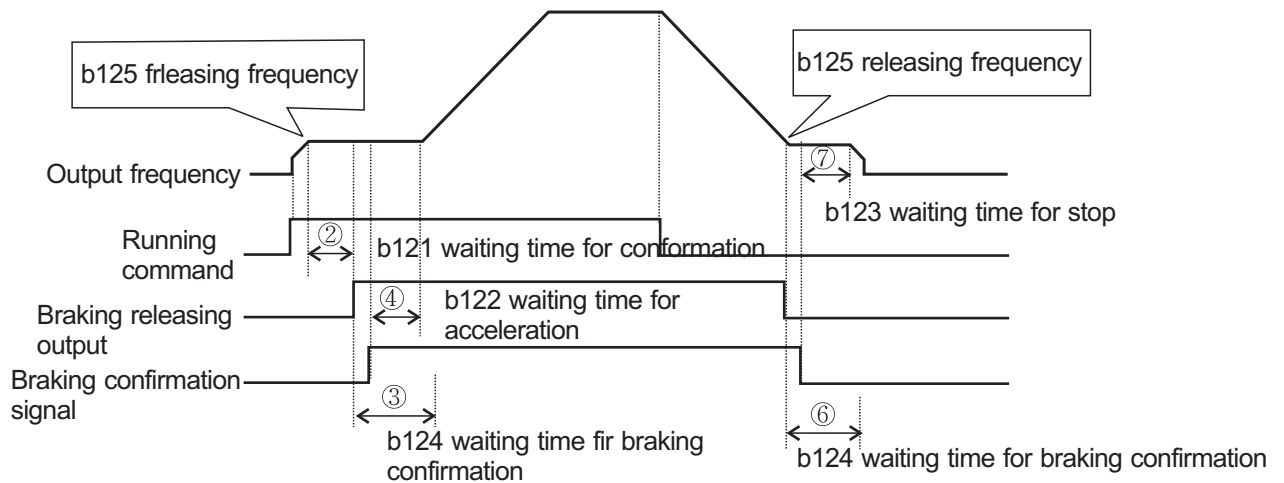 b125 frleasing frequency
b125 releasing frequency
Output frequency
⑦
b123 waiting time for stop
Running
command
②
b121 waiting time for conformation
Braking releasing
output
④
b122 waiting time for
acceleration
Braking confirmation
signal
③
b124 waiting time fir braking
confirmation
⑥
b124 waiting time for braking confirmation